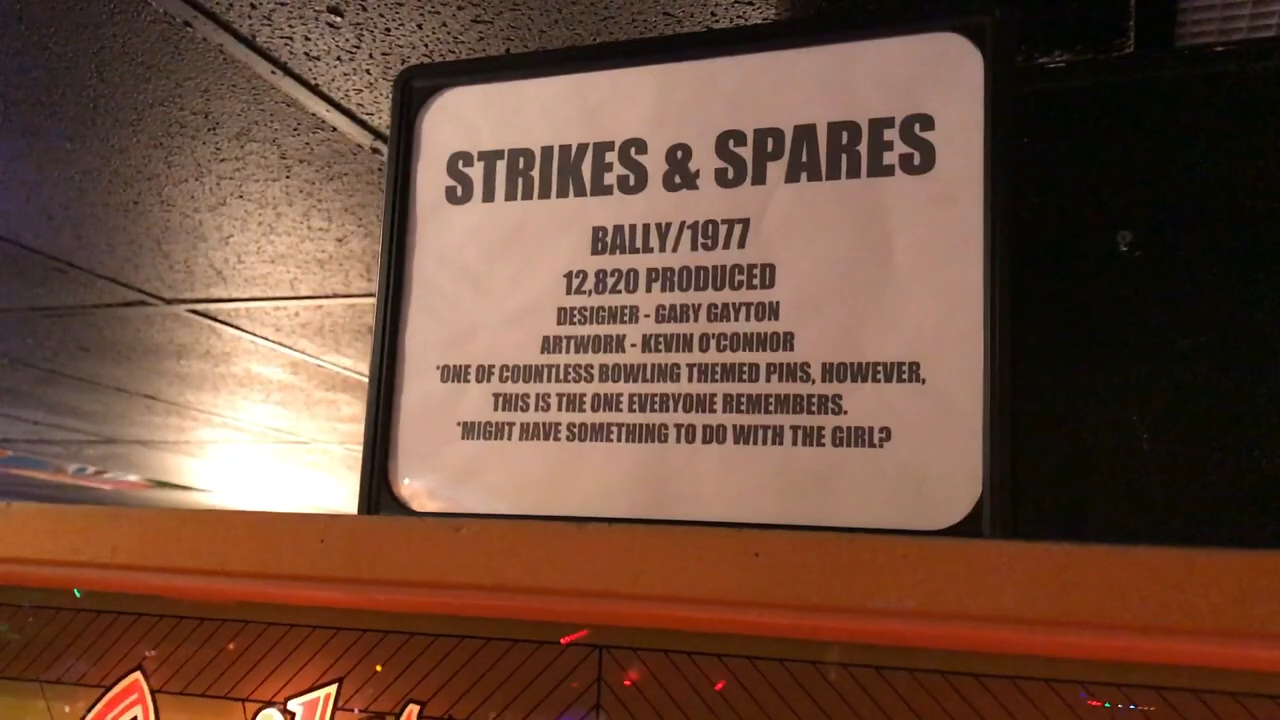 STRIKES & SPARES
BALLY/1977
12,820 PRODUCED
DESIGNER - GARY GAYTON
ARTWORK - KEVIN O'CONNOR
*ONE OF COUNTLESS BOWLING THEMED PINS, HOWEVER,
THIS IS THE ONE EVERYONE REMEMBERS.
*MIGHT HAVE SOMETHING TO DO WITH THE GIRL?